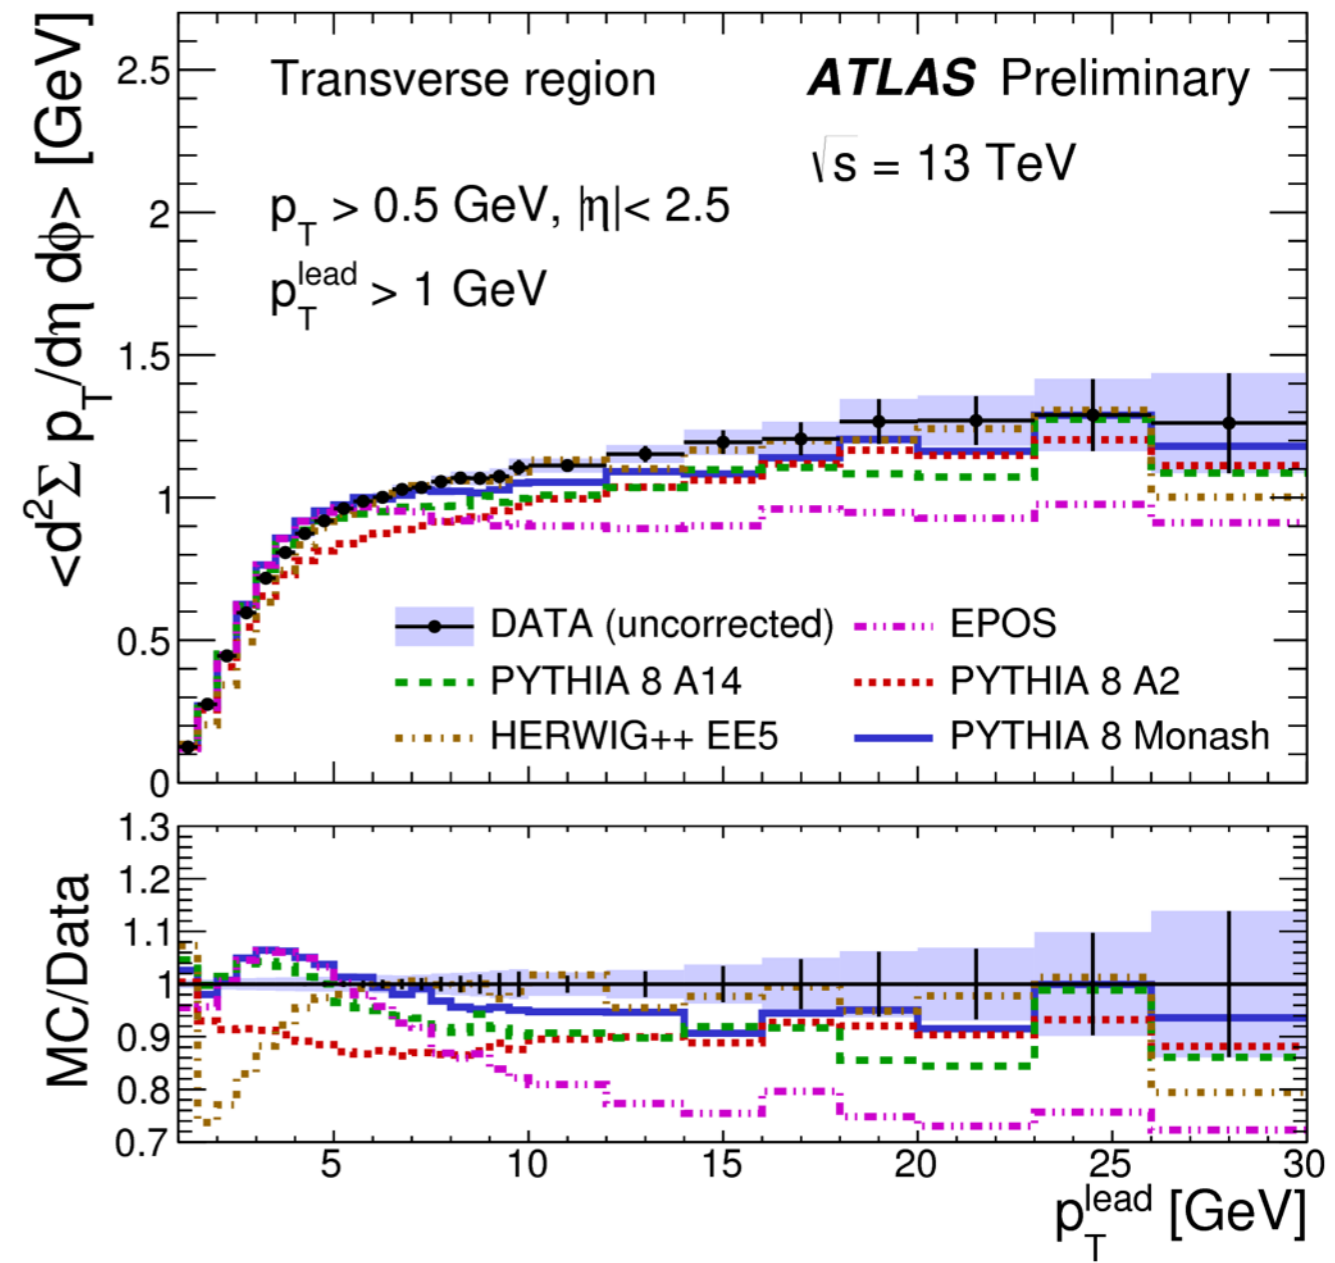 <d²Σ p_T/dη dϕ> [GeV]
Transverse region
ATLAS Preliminary
√s = 13 TeV
p_T > 0.5 GeV, |η|< 2.5
p_T^lead > 1 GeV
2.5
2
1.5
1
0.5
0
DATA (uncorrected)
EPOS
PYTHIA 8 A14
PYTHIA 8 A2
HERWIG++ EE5
PYTHIA 8 Monash
MC/Data
1.3
1.2
1.1
1
0.9
0.8
0.7
5 10 15 20 25 30
p_T^lead [GeV]